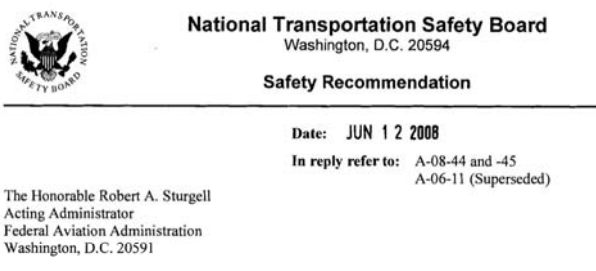 NATIONAL TRANSPORTATION SAFETY BOARD
National Transportation Safety Board
Washington, D.C. 20594
Safety Recommendation
Date: JUN 12 2008
In reply refer to: A-08-44 and -45
A-06-11 (Superseded)
The Honorable Robert A. Sturgell
Acting Administrator
Federal Aviation Administration
Washington, D.C. 20591